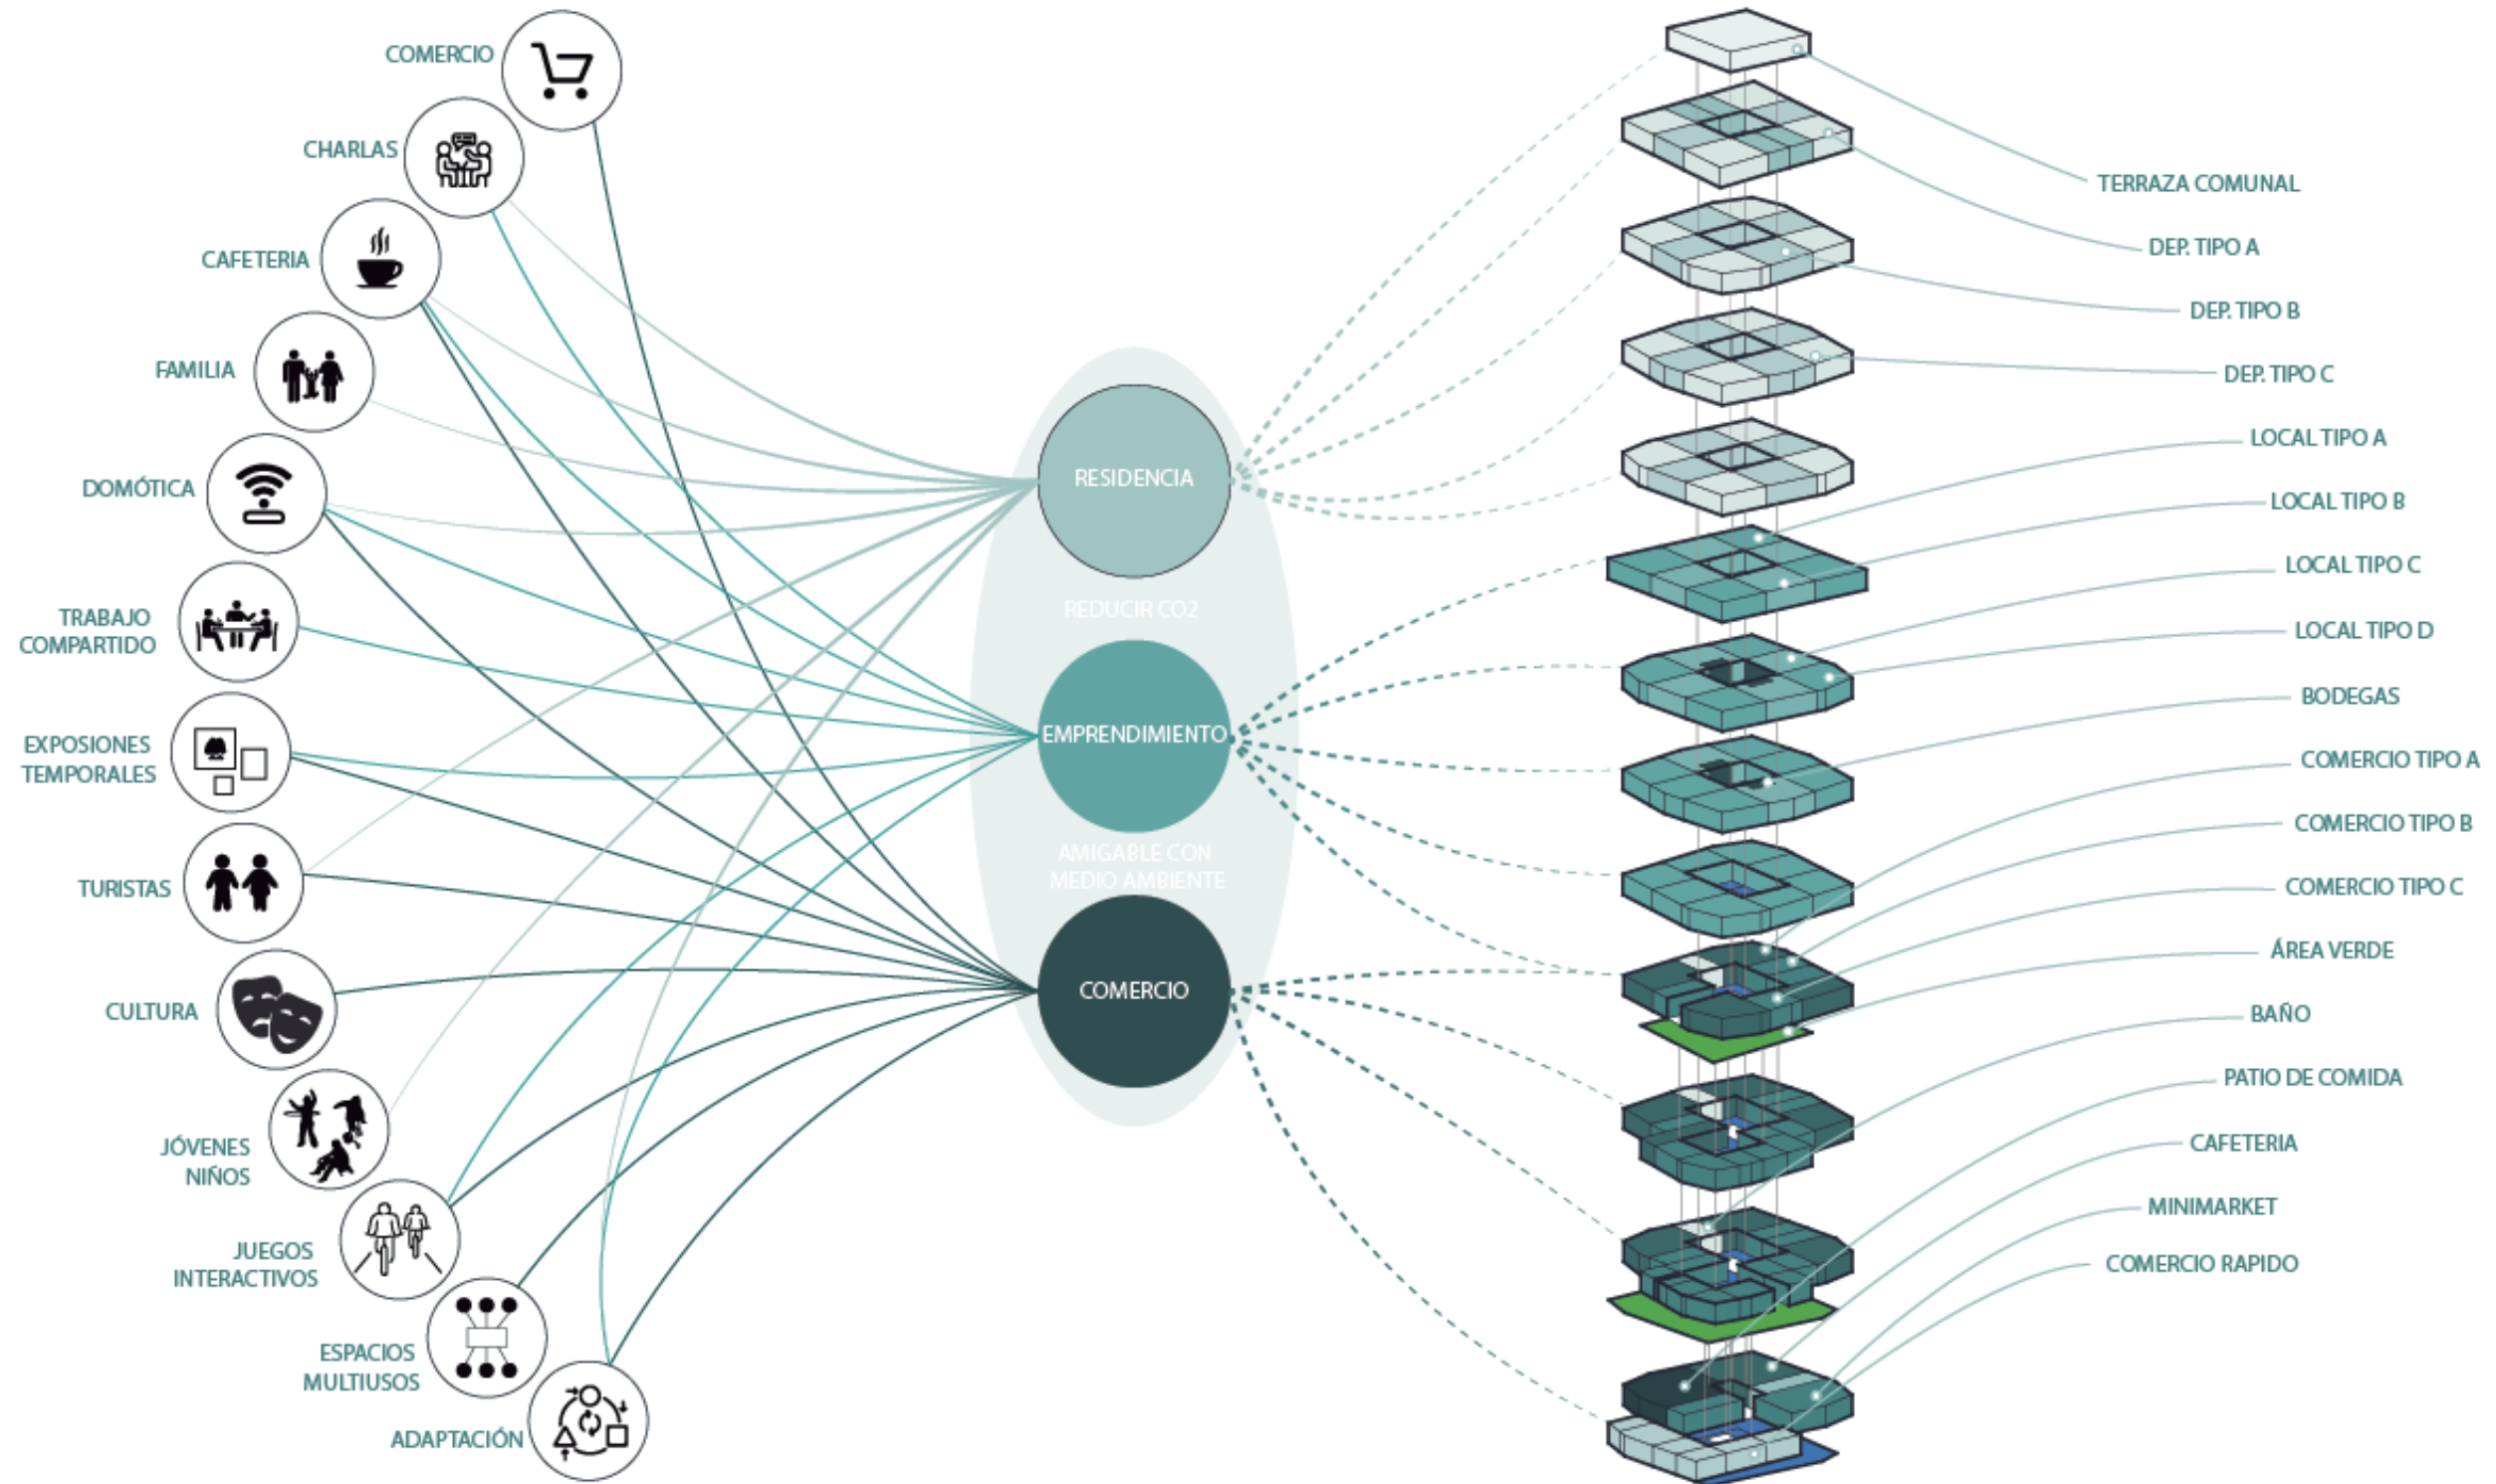 COMERCIO
CHARLAS
CAFETERIA
FAMILIA
DOMÓTICA
TRABAJO
COMPARTIDO
EXPOSIONES
TEMPORALES
TURISTAS
CULTURA
JÓVENES
NIÑOS
JUEGOS
INTERACTIVOS
ESPACIOS
MULTIUSOS
ADAPTACIÓN
RESIDENCIA
REDUCIR CO2
EMPRENDIMIENTO
AMIGABLE CON
MEDIO AMBIENTE
COMERCIO
TERRAZA COMUNAL
DEP. TIPO A
DEP. TIPO B
DEP. TIPO C
LOCAL TIPO A
LOCAL TIPO B
LOCAL TIPO C
LOCAL TIPO D
BODEGAS
COMERCIO TIPO A
COMERCIO TIPO B
COMERCIO TIPO C
ÁREA VERDE
BAÑO
PATIO DE COMIDA
CAFETERIA
MINIMARKET
COMERCIO RAPIDO